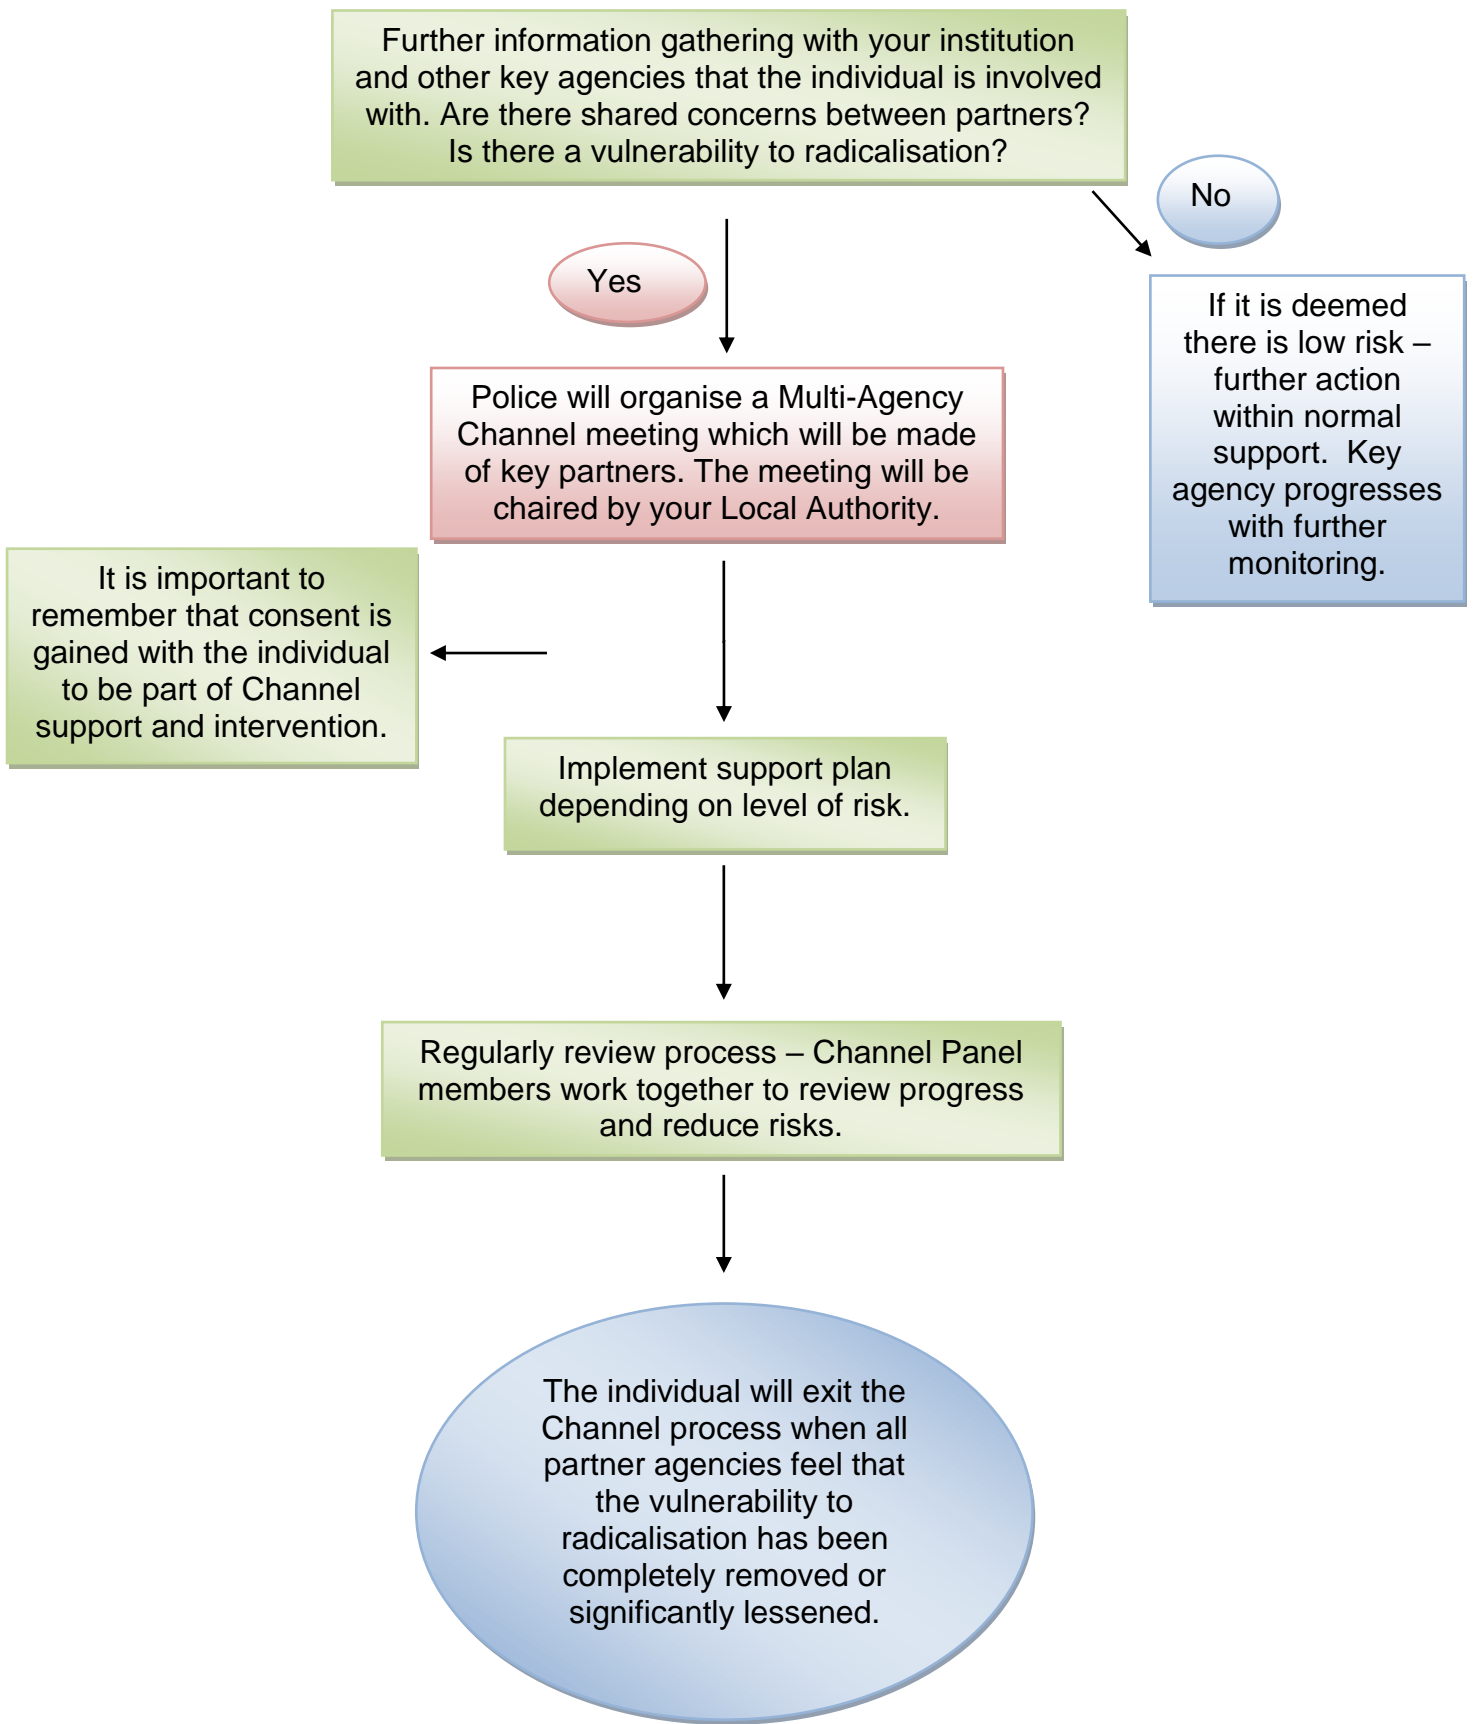 Further information gathering with your institution
and other key agencies that the individual is involved
with. Are there shared concerns between partners?
Is there a vulnerability to radicalisation?
No
Yes
If it is deemed
there is low risk –
further action
within normal
support.  Key
agency progresses
with further
monitoring.
Police will organise a Multi-Agency
Channel meeting which will be made
of key partners. The meeting will be
chaired by your Local Authority.
It is important to
remember that consent is
gained with the individual
to be part of Channel
support and intervention.
Implement support plan
depending on level of risk.
Regularly review process – Channel Panel
members work together to review progress
and reduce risks.
The individual will exit the
Channel process when all
partner agencies feel that
the vulnerability to
radicalisation has been
completely removed or
significantly lessened.